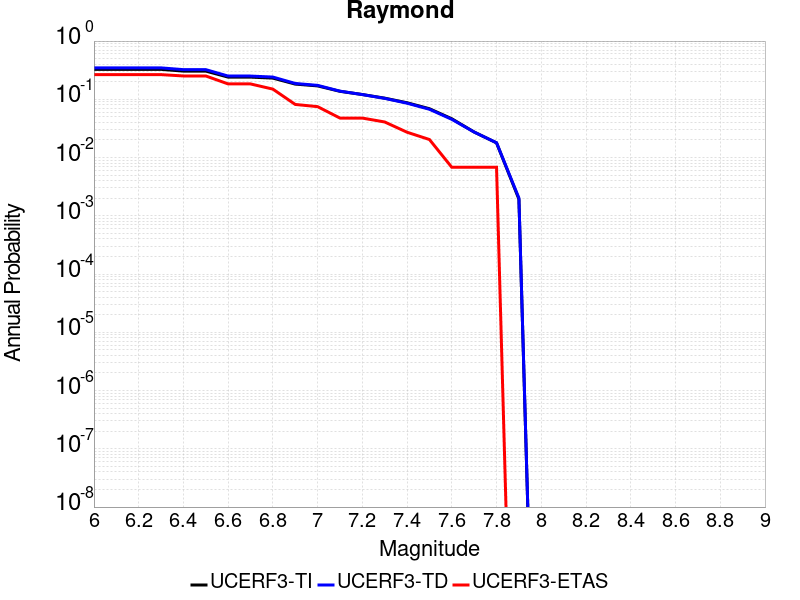 Raymond
Annual Probability
10^0
10^-1
10^-2
10^-3
10^-4
10^-5
10^-6
10^-7
10^-8
6 6.2 6.4 6.6 6.8 7 7.2 7.4 7.6 7.8 8 8.2 8.4 8.6 8.8 9
Magnitude
UCERF3-TI UCERF3-TD UCERF3-ETAS